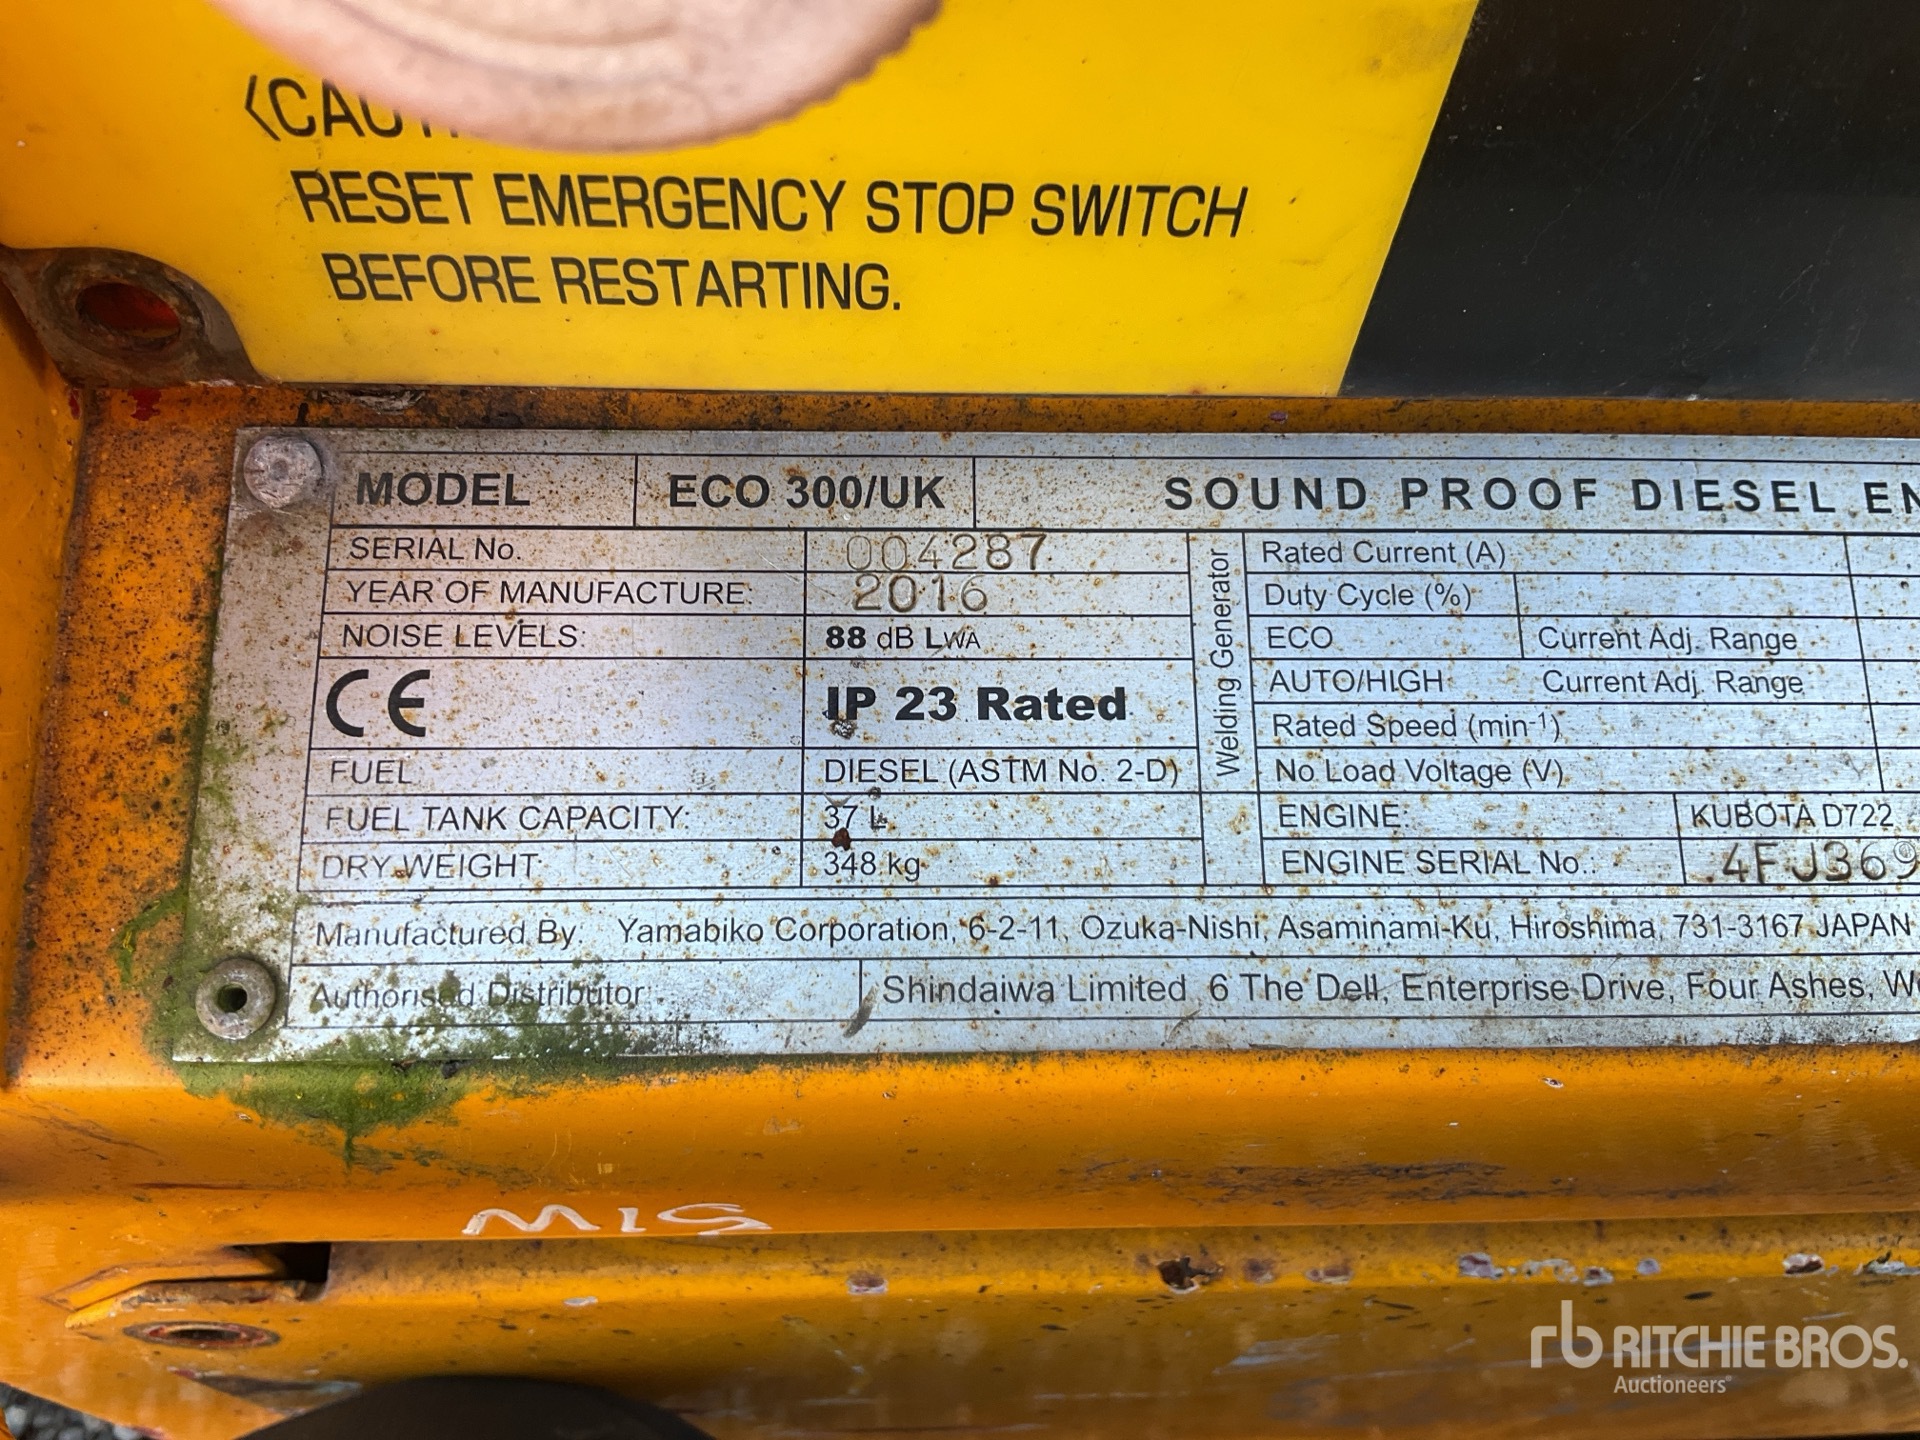 RESET EMERGENCY STOP SWITCH
BEFORE RESTARTING.
MODEL ECO 300/UK SOUND PROOF DIESEL
SERIAL No. 004287
YEAR OF MANUFACTURE: 2016
NOISE LEVELS: 88 dB LWA
CE IP 23 Rated
FUEL DIESEL (ASTM No. 2-D)
FUEL TANK CAPACITY: 37 L
DRY WEIGHT 348 kg
Welding Generator
Rated Current (A)
Duty Cycle (%)
ECO Current Adj. Range
AUTO/HIGH Current Adj. Range
Rated Speed (min-1)
No Load Voltage (V)
ENGINE: KUBOTA D722
ENGINE SERIAL No.: 4FJ369
Manufactured By. Yamabiko Corporation, 6-2-11, Ozuka-Nishi, Asaminami-Ku, Hiroshima, 731-3167 JAPAN
Authorised Distributor: Shindaiwa Limited 6 The Dell, Enterprise Drive, Four Ashes,
MIS
rb RITCHIE BROS.
Auctioneers